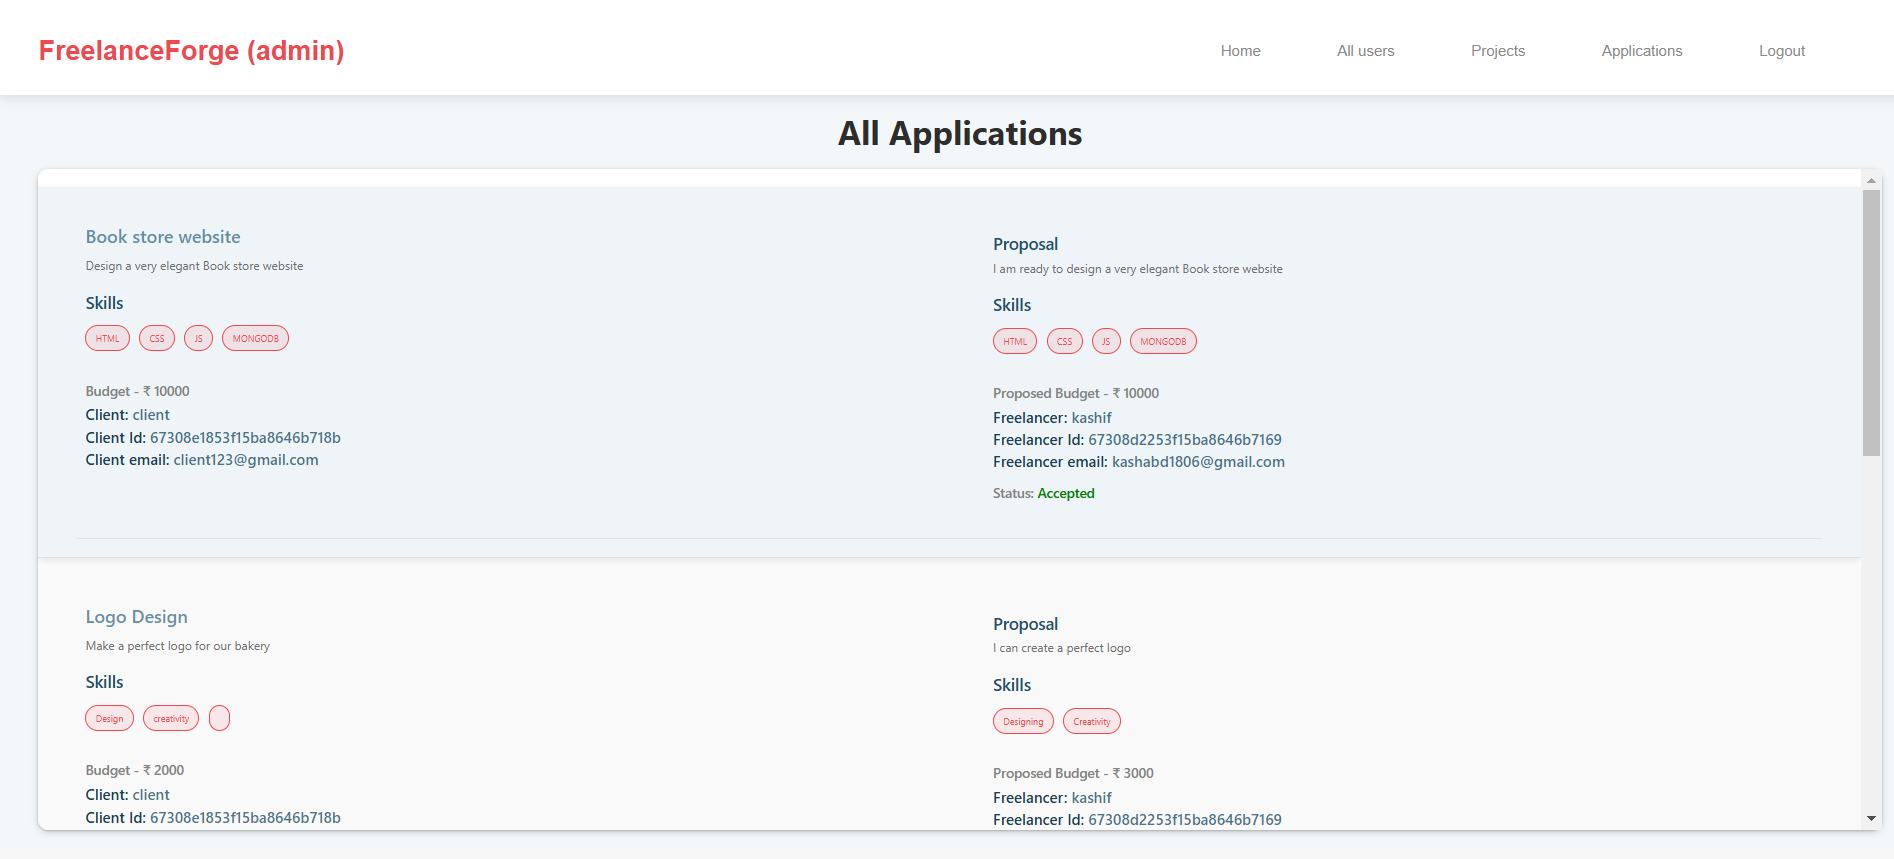 FreelanceForge (admin)
Home
All users
Projects
Applications
Logout
All Applications
Book store website
Design a very elegant Book store website
Skills
HTML
CSS
JS
MONGODB
Budget - ₹ 10000
Client: client
Client Id: 67308e1853f15ba8646b718b
Client email: client123@gmail.com
Proposal
I am ready to design a very elegant Book store website
Skills
HTML
CSS
JS
MONGODB
Proposed Budget - ₹ 10000
Freelancer: kashif
Freelancer Id: 67308d2253f15ba8646b7169
Freelancer email: kashabd1806@gmail.com
Status: Accepted
Logo Design
Make a perfect logo for our bakery
Skills
Design
creativity
Budget - ₹ 2000
Client: client
Client Id: 67308e1853f15ba8646b718b
Proposal
I can create a perfect logo
Skills
Designing
Creativity
Proposed Budget - ₹ 3000
Freelancer: kashif
Freelancer Id: 67308d2253f15ba8646b7169